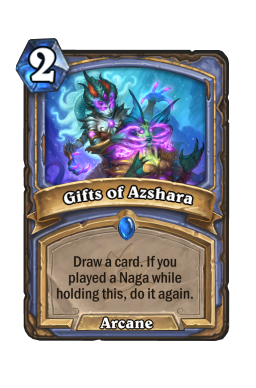 2
Gifts of Azshara
Draw a card. If you
played a Naga while
holding this, do it again.
Arcane